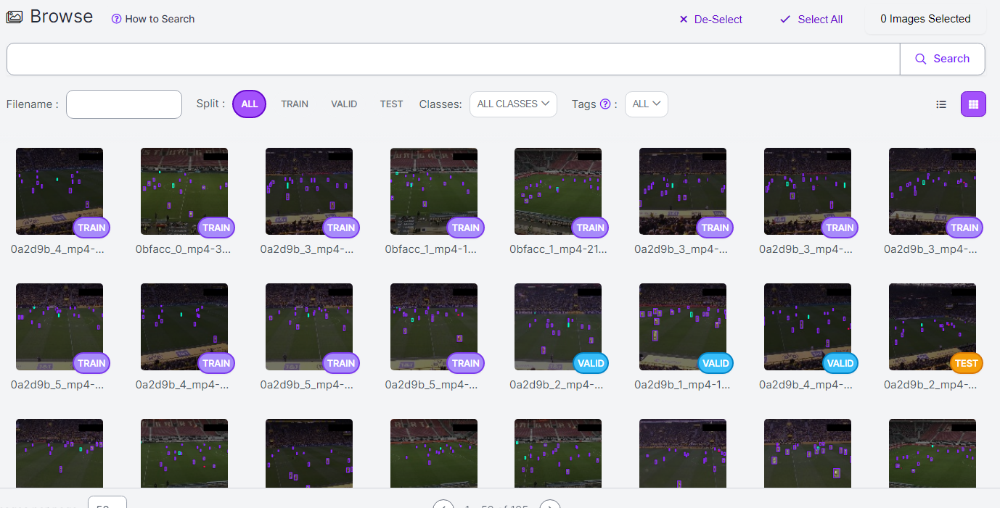 Browse
How to Search
De-Select
Select All
0 Images Selected
Search
Filename :
Split :
ALL
TRAIN
VALID
TEST
Classes:
ALL CLASSES
Tags
:
ALL
TRAIN
TRAIN
TRAIN
TRAIN
TRAIN
TRAIN
TRAIN
TRAIN
0a2d9b_4_mp4-...
0bfacc_0_mp4-3...
0a2d9b_3_mp4-...
0bfacc_1_mp4-1...
0bfacc_1_mp4-21...
0a2d9b_3_mp4-...
0a2d9b_3_mp4-...
0a2d9b_3_mp4-...
TRAIN
TRAIN
TRAIN
TRAIN
VALID
VALID
VALID
TEST
0a2d9b_5_mp4-...
0a2d9b_4_mp4-...
0a2d9b_5_mp4-...
0a2d9b_5_mp4-...
0a2d9b_2_mp4-...
0a2d9b_1_mp4-1...
0a2d9b_4_mp4-...
0a2d9b_2_mp4-...